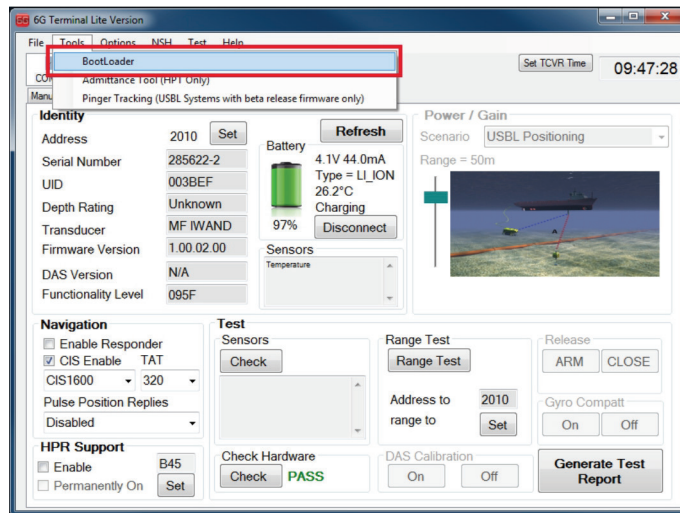 6G Terminal Lite Version
File Tools Options NSH Test Help
BootLoader
Admittance Tool (HPT Only)
Pinger Tracking (USBL Systems with beta release firmware only)
Set TCVR Time 09:47:28
Identity
Address 2010 Set
Serial Number 285622-2
UID 003BEF
Depth Rating Unknown
Transducer MF IWAND
Firmware Version 1.00.02.00
DAS Version N/A
Functionality Level 095F
Refresh
Battery
4.1V 44.0mA
Type = LI_ION
26.2°C
Charging
97% Disconnect
Sensors
Temperature
Power / Gain
Scenario USBL Positioning
Range = 50m
Navigation
Enable Responder
CIS Enable TAT
CIS1600 320
Pulse Position Replies
Disabled
HPR Support
Enable B45
Permanently On Set
Test
Sensors
Check
Check Hardware
Check PASS
Range Test
Range Test
Address to 2010
range to Set
DAS Calibration
On Off
Release
ARM CLOSE
Gyro Compatt
On Off
Generate Test
Report